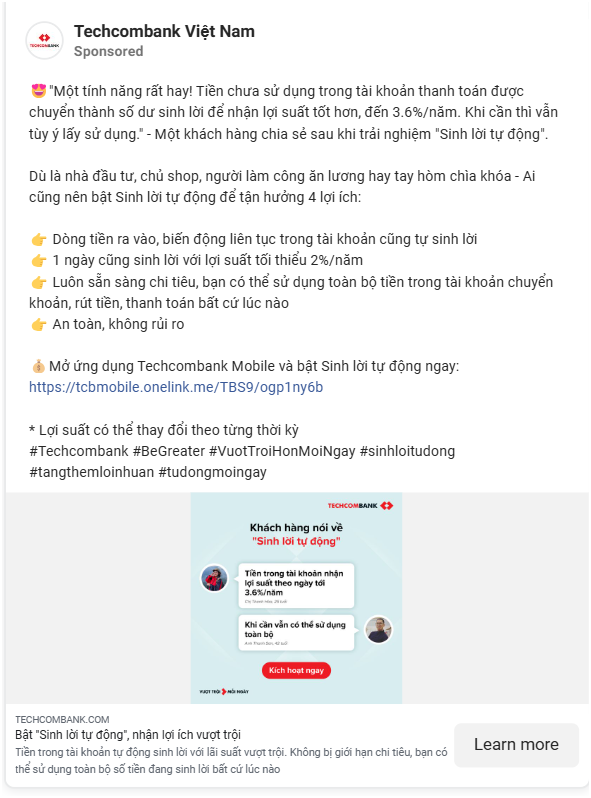 Techcombank Việt Nam
Sponsored
😍"Một tính năng rất hay! Tiền chưa sử dụng trong tài khoản thanh toán được
chuyển thành số dư sinh lời để nhận lợi suất tốt hơn, đến 3.6%/năm. Khi cần thì vẫn
tùy ý lấy sử dụng." - Một khách hàng chia sẻ sau khi trải nghiệm "Sinh lời tự động".
Dù là nhà đầu tư, chủ shop, người làm công ăn lương hay tay hòm chìa khóa - Ai
cũng nên bật Sinh lời tự động để tận hưởng 4 lợi ích:
👉 Dòng tiền ra vào, biến động liên tục trong tài khoản cũng tự sinh lời
👉 1 ngày cũng sinh lời với lợi suất tối thiểu 2%/năm
👉 Luôn sẵn sàng chi tiêu, bạn có thể sử dụng toàn bộ tiền trong tài khoản chuyển
khoản, rút tiền, thanh toán bất cứ lúc nào
👉 An toàn, không rủi ro
💰Mở ứng dụng Techcombank Mobile và bật Sinh lời tự động ngay:
https://tcbmobile.onelink.me/TBS9/ogp1ny6b
* Lợi suất có thể thay đổi theo từng thời kỳ
#Techcombank #BeGreater #VuotTroiHonMoiNgay #sinhloitudong
#tangthemloinhuan #tudongmoingay
TECHCOMBANK
Khách hàng nói về
"Sinh lời tự động"
Tiền trong tài khoản nhận
lợi suất theo ngày tới
3.6%/năm
Khi cần vẫn có thể sử dụng
toàn bộ
Kích hoạt ngay
VƯỢT TRỘI MỖI NGÀY
TECHCOMBANK.COM
Bật "Sinh lời tự động", nhận lợi ích vượt trội
Tiền trong tài khoản tự động sinh lời với lãi suất vượt trội. Không bị giới hạn chi tiêu, bạn có
thể sử dụng toàn bộ số tiền đang sinh lời bất cứ lúc nào
Learn more